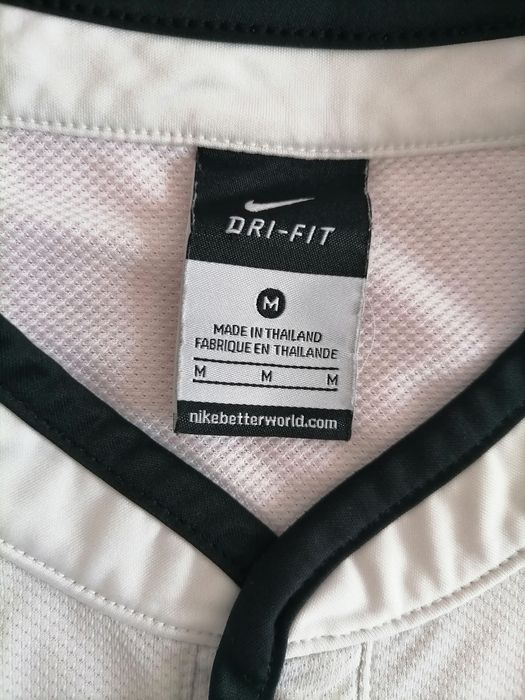 DRI-FIT
M
MADE IN THAILAND
FABRIQUE EN THAILANDE
M M M
nikebetterworld.com